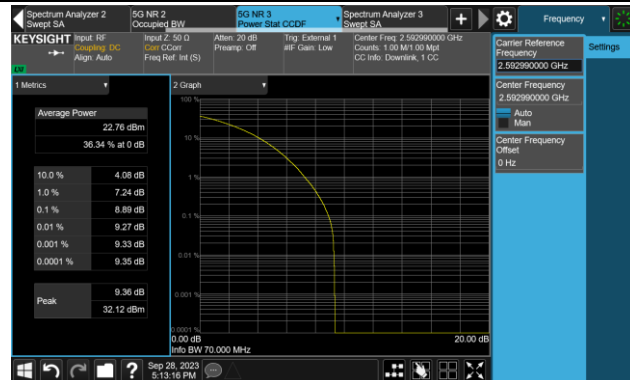 Spectrum Analyzer 2
Swept SA
5G NR 2
Occupied BW
5G NR 3
Power Stat CCDF
Spectrum Analyzer 3
Swept SA
Frequency
KEYSIGHT
Input: RF
Coupling: DC
Align: Auto
Input Z: 50 Ω
Corr CCorr
Freq Ref: Int (S)
Atten: 20 dB
Preamp: Off
Trig: External 1
#IF Gain: Low
Center Freq: 2.592990000 GHz
Counts: 1.00 M/1.00 Mpt
CC Info: Downlink, 1 CC
Carrier Reference
Frequency
2.592990000 GHz
Settings
Center Frequency
2.592990000 GHz
Auto
Man
Center Frequency
Offset
0 Hz
1 Metrics
Average Power
22.76 dBm
36.34 % at 0 dB
10.0 % 4.08 dB
1.0 % 7.24 dB
0.1 % 8.89 dB
0.01 % 9.27 dB
0.001 % 9.33 dB
0.0001 % 9.35 dB
Peak
9.36 dB
32.12 dBm
2 Graph
100 %
10 %
1 %
0.1 %
0.01 %
0.001 %
0.0001 %
0.00 dB
20.00 dB
Info BW 70.000 MHz
?
Sep 28, 2023
5:13:16 PM